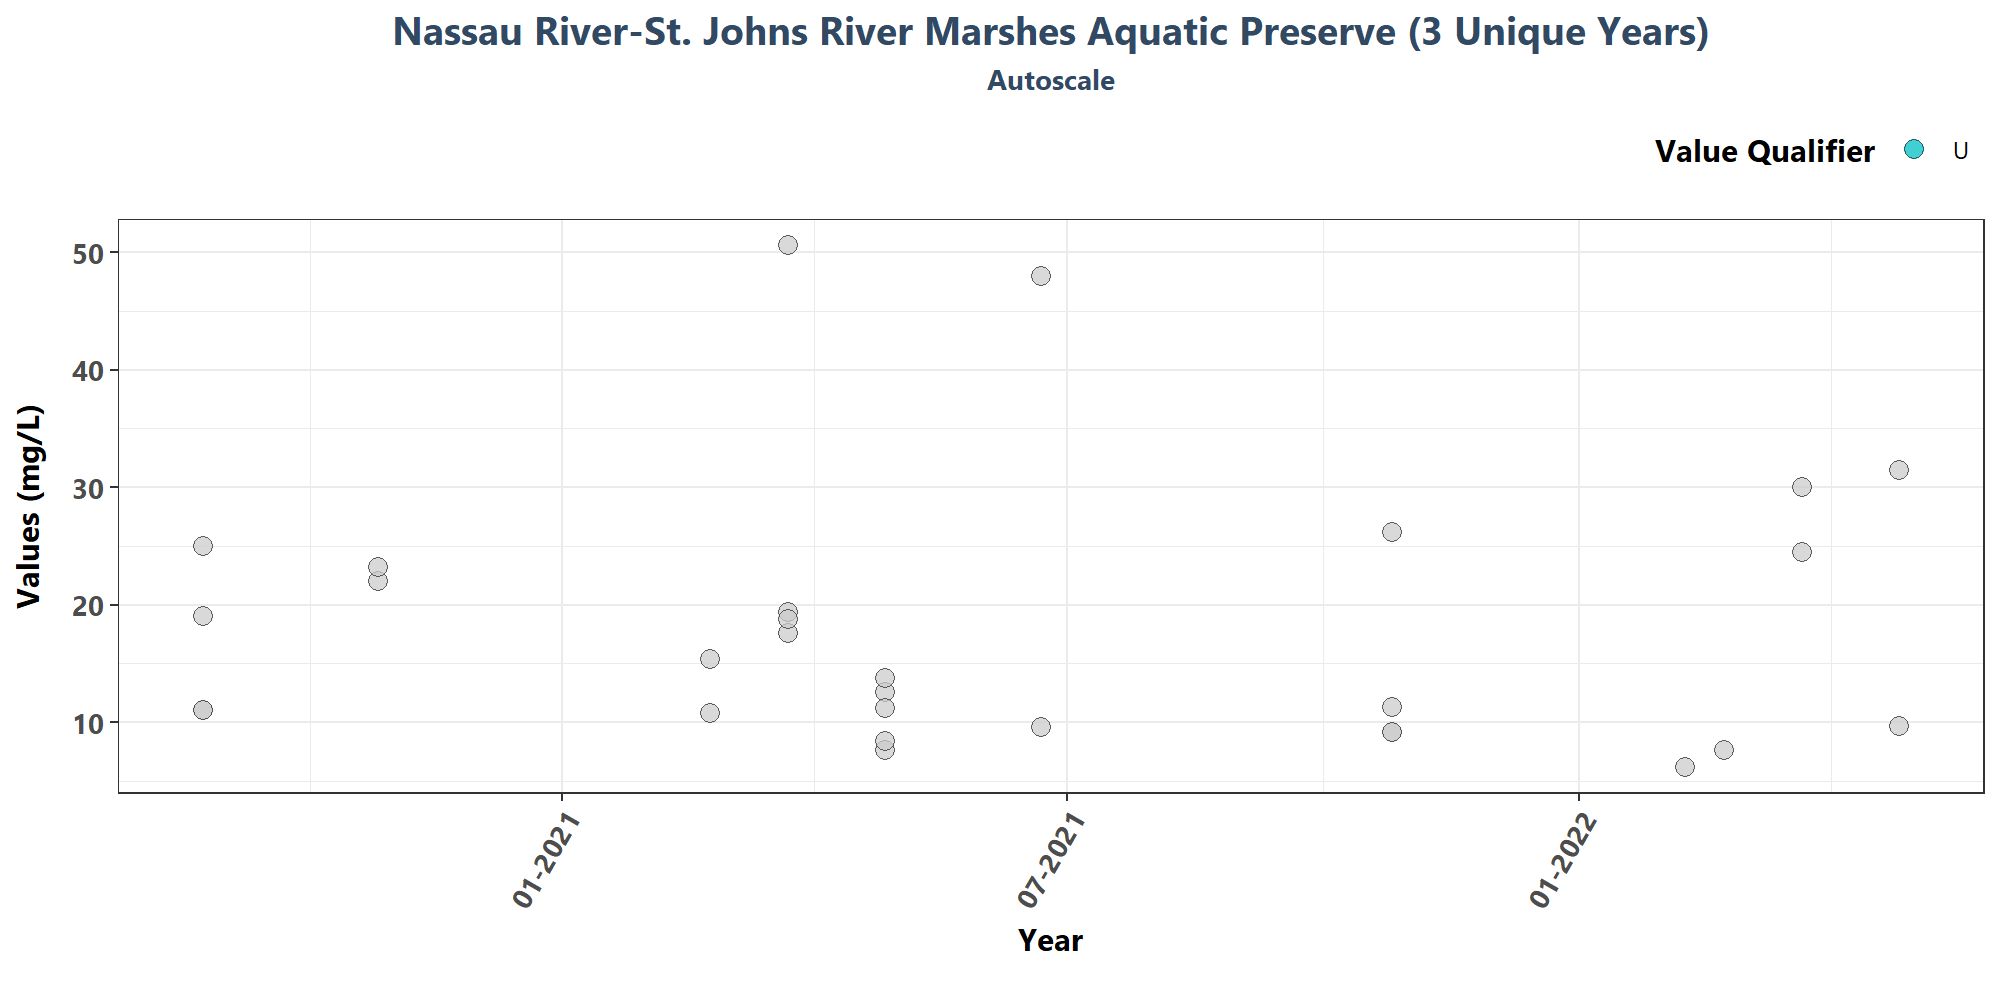 Nassau River-St. Johns River Marshes Aquatic Preserve (3 Unique Years)
Autoscale
Value Qualifier U
50
40
30
20
10
Values (mg/L)
01-2021
07-2021
01-2022
Year